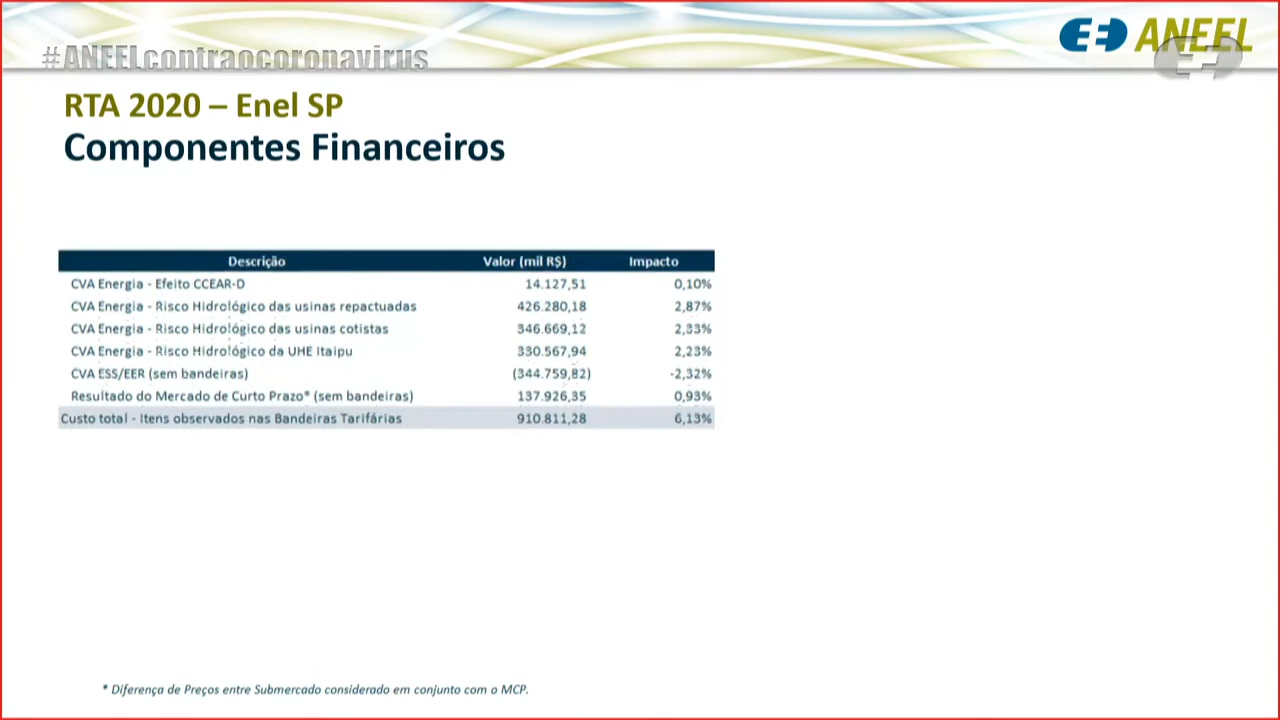 #ANEELcontraocoronavirus
ANEEL
RTA 2020 – Enel SP
Componentes Financeiros
Descrição Valor (mil R$) Impacto
CVA Energia - Efeito CCEAR-D 14.127,51 0,10%
CVA Energia - Risco Hidrológico das usinas repactuadas 426.280,18 2,87%
CVA Energia - Risco Hidrológico das usinas cotistas 346.669,12 2,33%
CVA Energia - Risco Hidrológico da UHE Itaipu 330.567,94 2,23%
CVA ESS/EER (sem bandeiras) (344.759,82) -2,32%
Resultado do Mercado de Curto Prazo* (sem bandeiras) 137.926,35 0,93%
Custo total - Itens observados nas Bandeiras Tarifárias 910.811,28 6,13%
* Diferença de Preços entre Submercado considerado em conjunto com o MCP.